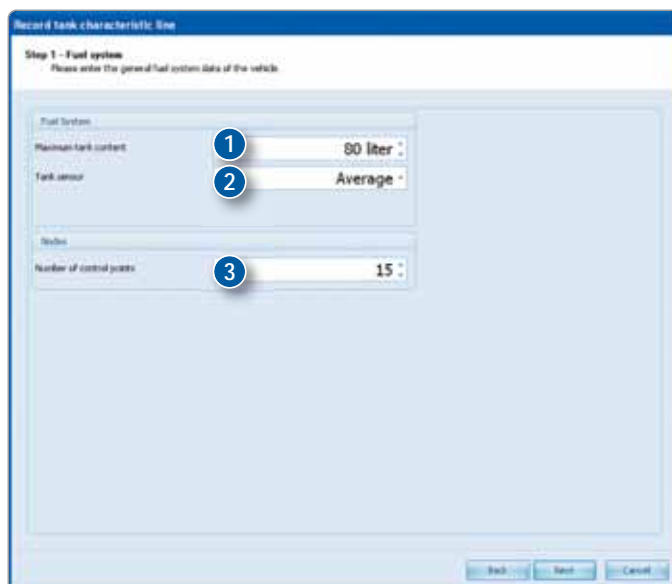 Record tank characteristic line
Step 1 - Fuel system
Please enter the general fuel system data of the vehicle.
Fuel System
Maximum tank content 1 80 liter
Tank sensor 2 Average
Nodes
Number of control points 3 15
Back Next Cancel